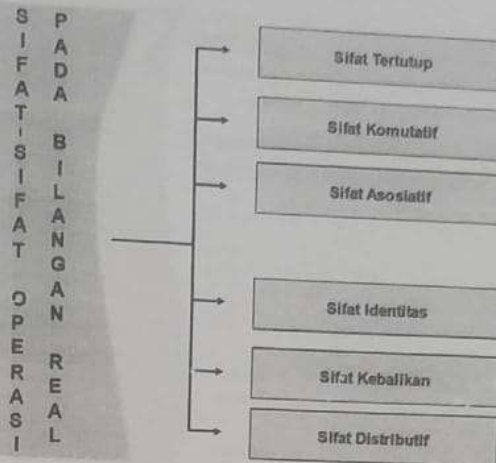 SIFAT-SIFAT OPERASI
PADA BILANGAN REAL
Sifat Tertutup
Sifat Komutatif
Sifat Asosiatif
Sifat Identitas
Sifat Kebalikan
Sifat Distributif